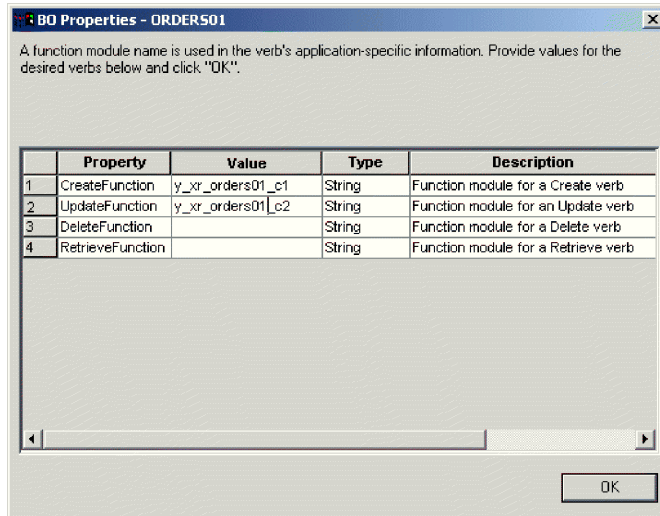 BO Properties - ORDERS01
A function module name is used in the verb's application-specific information. Provide values for the
desired verbs below and click "OK".
Property Value Type Description
1 CreateFunction y_xr_orders01_c1 String Function module for a Create verb
2 UpdateFunction y_xr_orders01_c2 String Function module for an Update verb
3 DeleteFunction String Function module for a Delete verb
4 RetrieveFunction String Function module for a Retrieve verb
OK